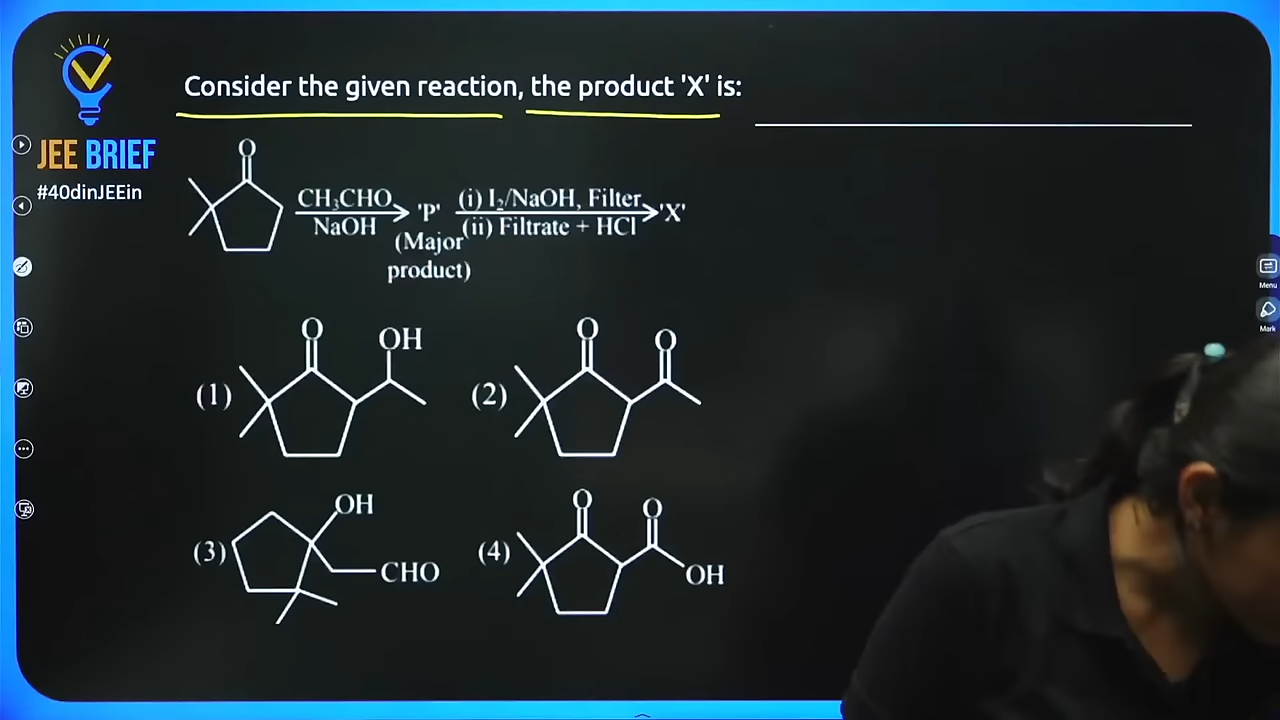 Consider the given reaction, the product 'X' is:
JEE BRIEF
#40dinJEEin
O
CH₃CHO
NaOH
'P'
(Major
product)
(i) I₂/NaOH, Filter
(ii) Filtrate + HCl
'X'
(1)
O
OH
(2)
O
O
(3)
OH
CHO
(4)
O
O
OH
Menu
Mark